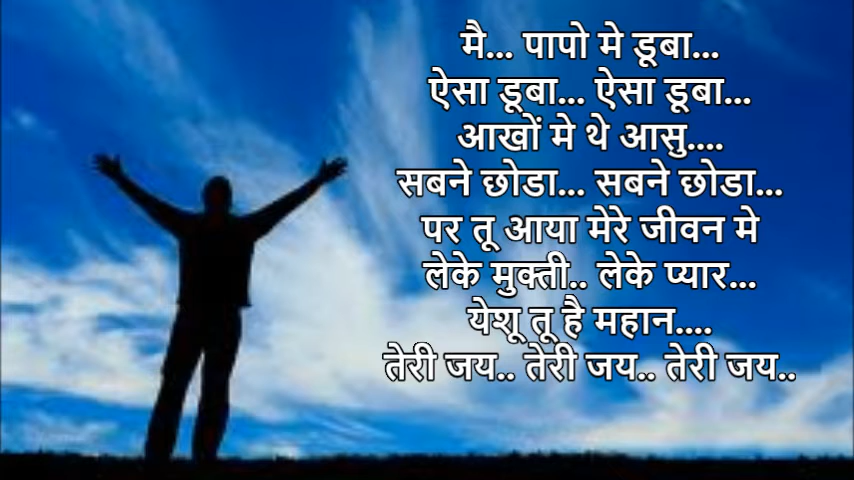 मै... पापो मे डूबा...
ऐसा डूबा... ऐसा डूबा...
आखों मे थे आसु....
सबने छोडा... सबने छोडा...
पर तू आया मेरे जीवन मे
लेके मुक्ती.. लेके प्यार...
येशू तू है महान....
तेरी जय.. तेरी जय.. तेरी जय..